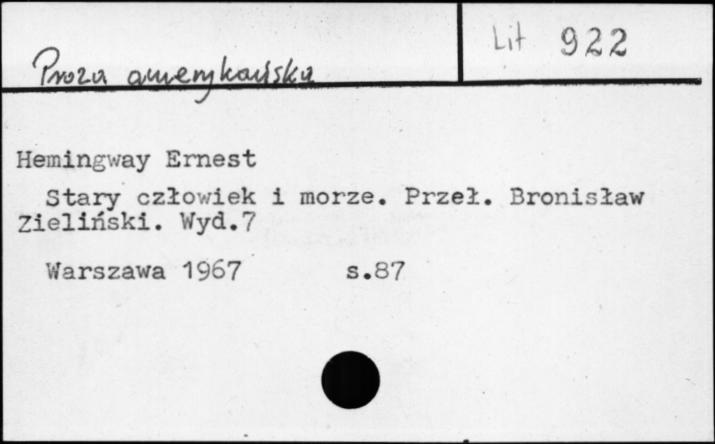 Lit 922
Proza amerykańska
Hemingway Ernest
Stary człowiek i morze. Przeł. Bronisław
Zieliński. Wyd.7
Warszawa 1967 s.87